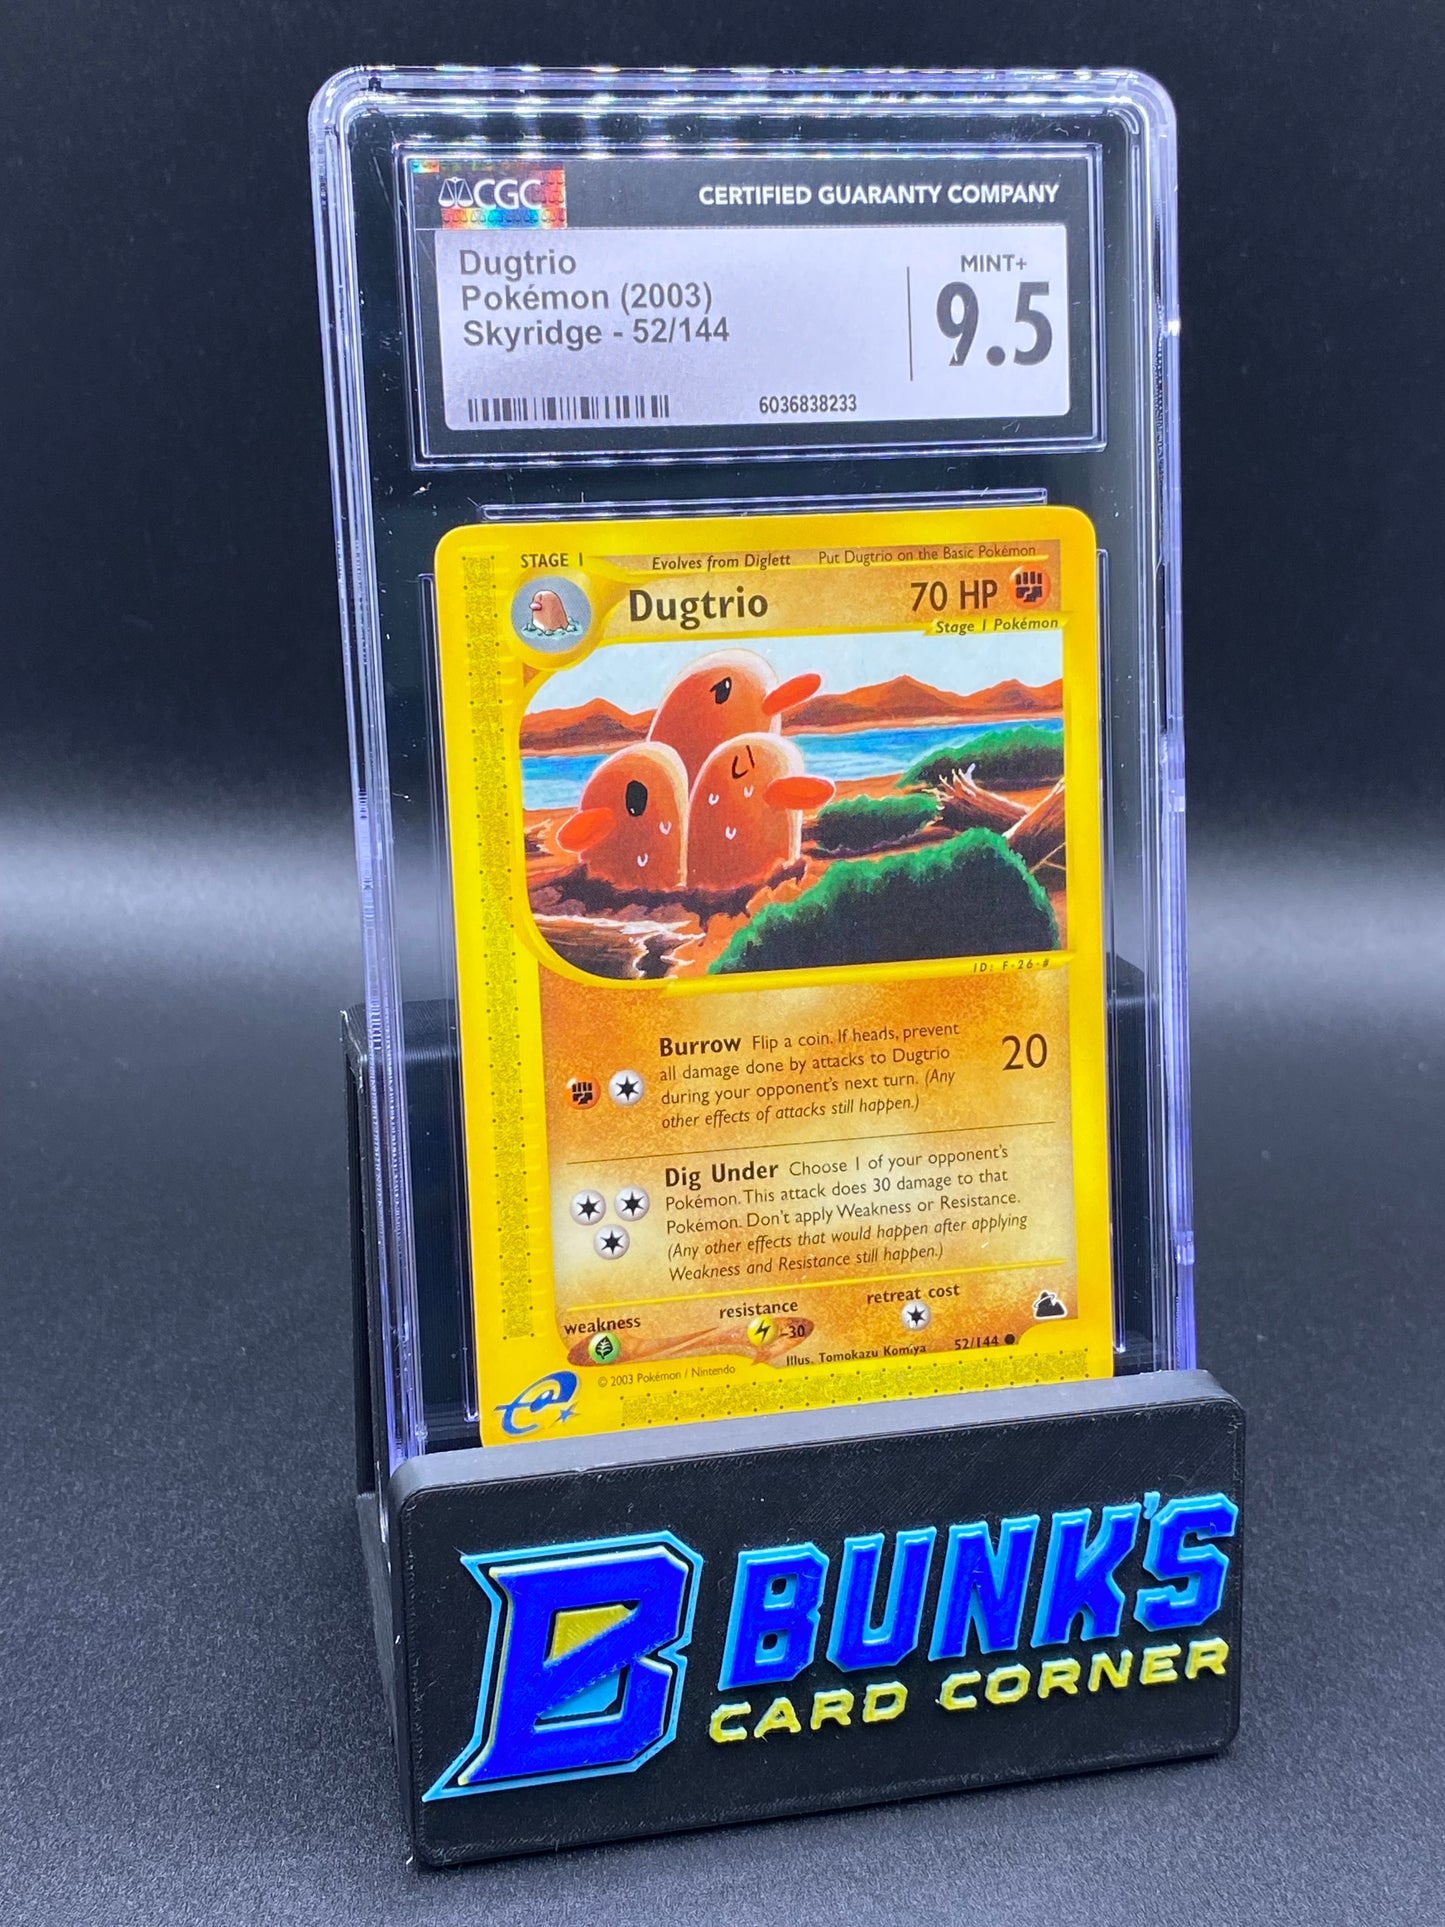 CGC
CERTIFIED GUARANTY COMPANY
Dugtrio
Pokémon (2003)
Skyridge - 52/144
MINT+
9.5
6036838233
STAGE 1
Evolves from Diglett
Put Dugtrio on the Basic Pokémon
Dugtrio
70 HP
Stage 1 Pokémon
ID: F-26-#
Burrow Flip a coin. If heads, prevent
all damage done by attacks to Dugtrio
during your opponent's next turn. (Any
other effects of attacks still happen.)
20
Dig Under Choose 1 of your opponent's
Pokémon. This attack does 30 damage to that
Pokémon. Don't apply Weakness or Resistance.
(Any other effects that would happen after applying
Weakness and Resistance still happen.)
weakness
resistance
-30
retreat cost
Illus. Tomokazu Komiya
52/144
© 2003 Pokémon / Nintendo
e
B
BUNK'S
CARD CORNER